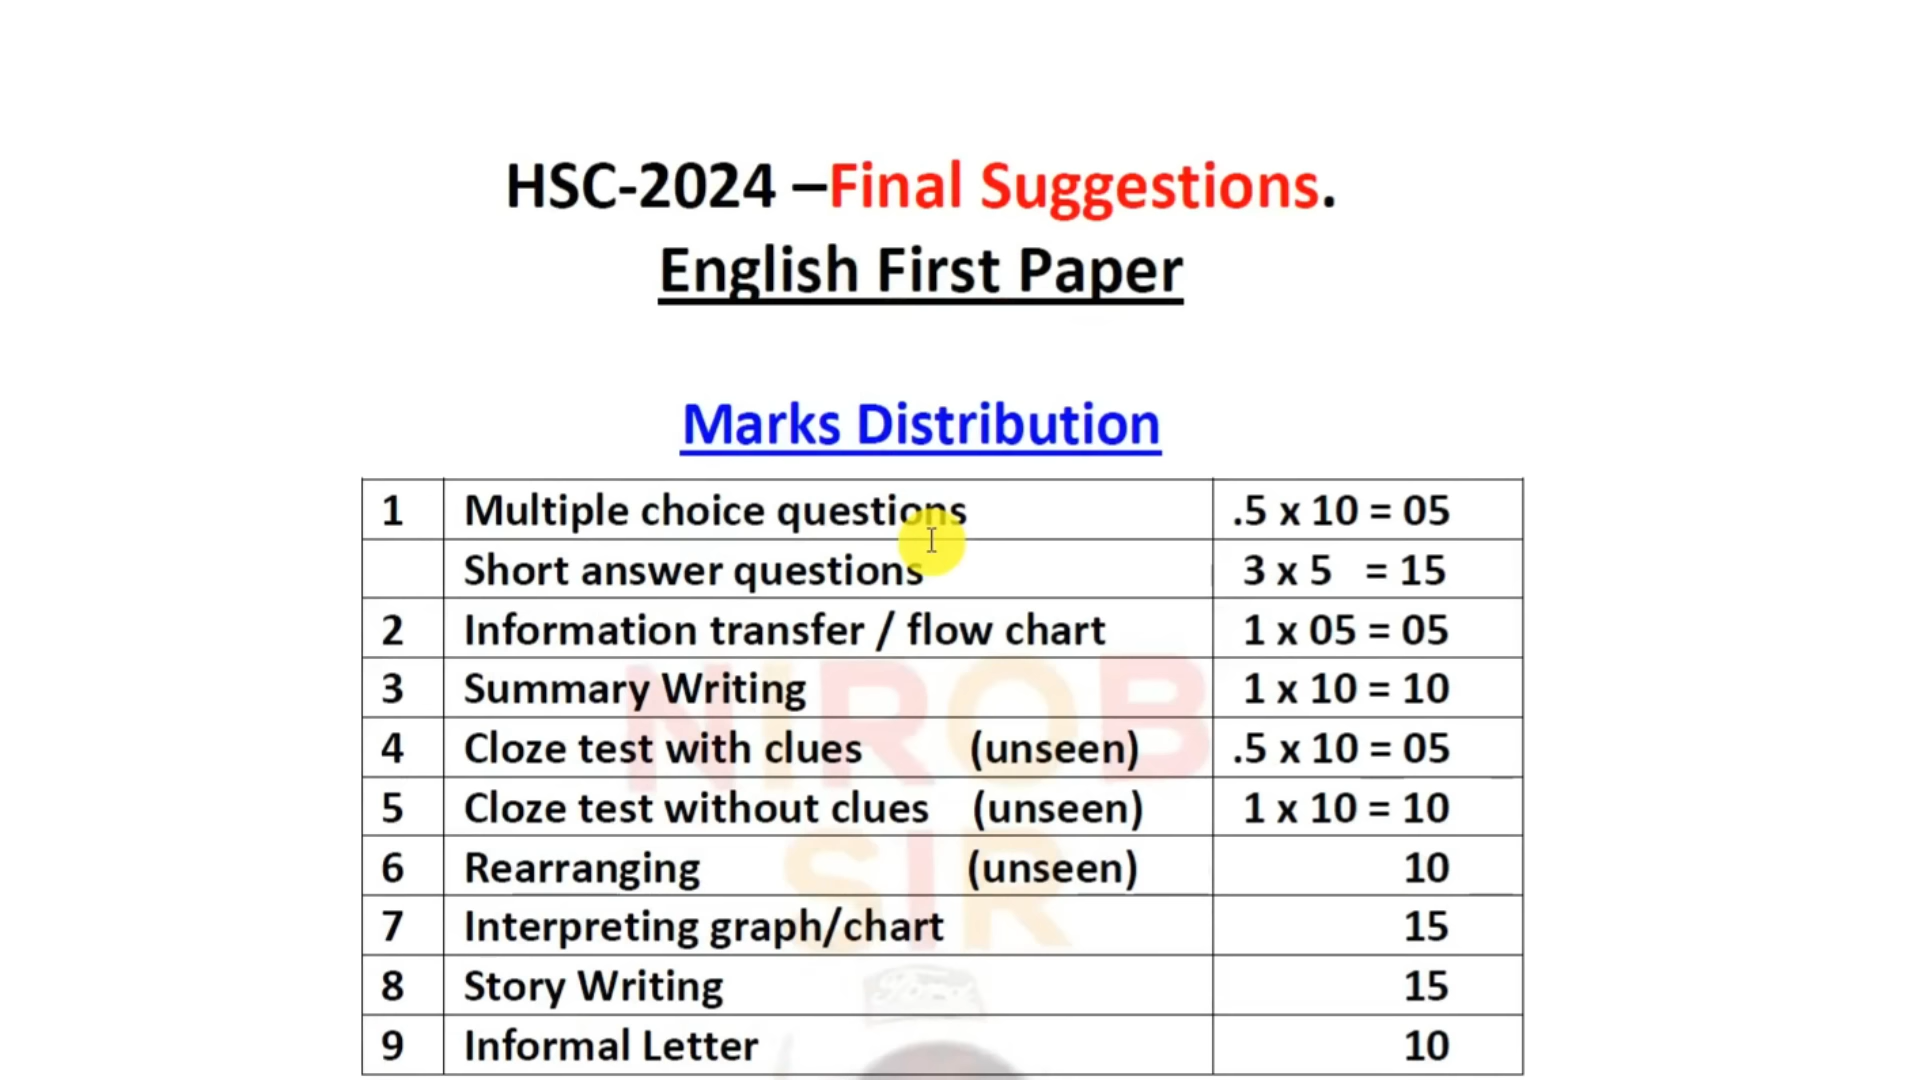 HSC-2024 –Final Suggestions.
English First Paper
Marks Distribution
1 Multiple choice questions .5 x 10 = 05
Short answer questions 3 x 5 = 15
2 Information transfer / flow chart 1 x 05 = 05
3 Summary Writing 1 x 10 = 10
4 Cloze test with clues (unseen) .5 x 10 = 05
5 Cloze test without clues (unseen) 1 x 10 = 10
6 Rearranging (unseen) 10
7 Interpreting graph/chart 15
8 Story Writing 15
9 Informal Letter 10
NIROB
SIR
Ford